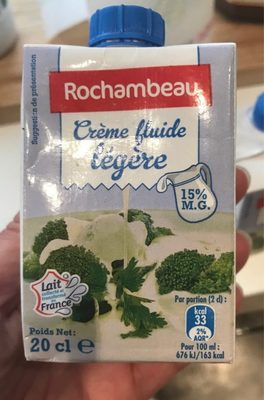 Rochambeau
Suggestion de présentation
Crème fluide
légère
15%
M.G.
Lait
collecté et
transformé
en
France
Par portion (2 cl) :
kcal
33
2%
AQR*
Poids Net:
20 cl e
Pour 100 ml :
676 kJ/163 kcal